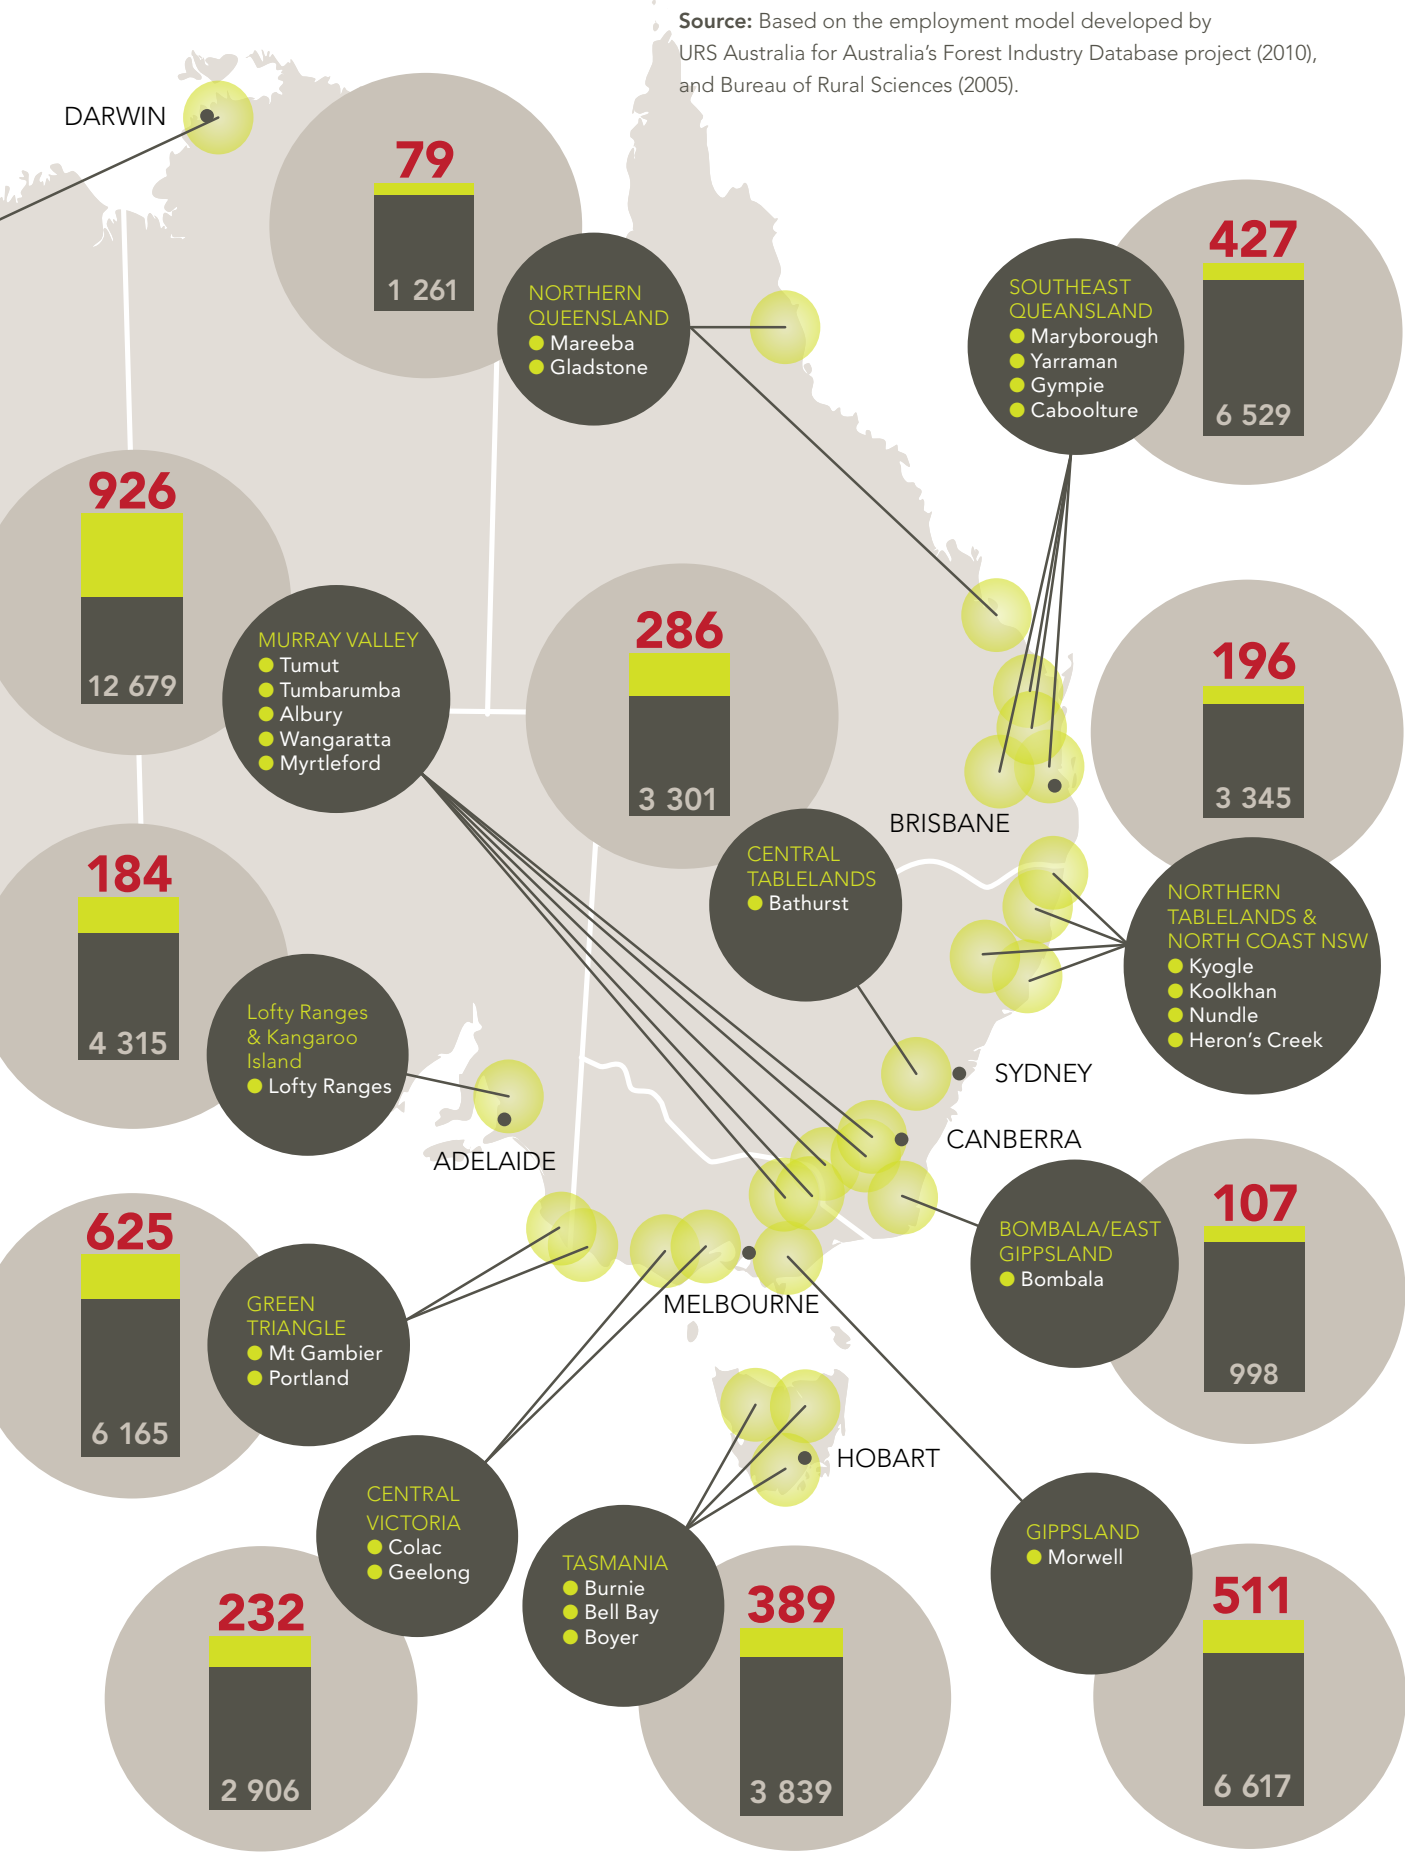 Source: Based on the employment model developed by
URS Australia for Australia's Forest Industry Database project (2010),
and Bureau of Rural Sciences (2005).
DARWIN
79
1 261
NORTHERN
QUEENSLAND
Mareeba
Gladstone
427
6 529
SOUTHEAST
QUEANSLAND
Maryborough
Yarraman
Gympie
Caboolture
926
12 679
MURRAY VALLEY
Tumut
Tumbarumba
Albury
Wangaratta
Myrtleford
286
3 301
CENTRAL
TABLELANDS
Bathurst
BRISBANE
196
3 345
NORTHERN
TABLELANDS &
NORTH COAST NSW
Kyogle
Koolkhan
Nundle
Heron's Creek
184
4 315
Lofty Ranges
& Kangaroo
Island
Lofty Ranges
ADELAIDE
SYDNEY
CANBERRA
107
998
BOMBALA/EAST
GIPPSLAND
Bombala
625
6 165
GREEN
TRIANGLE
Mt Gambier
Portland
MELBOURNE
HOBART
CENTRAL
VICTORIA
Colac
Geelong
232
2 906
TASMANIA
Burnie
Bell Bay
Boyer
389
3 839
GIPPSLAND
Morwell
511
6 617